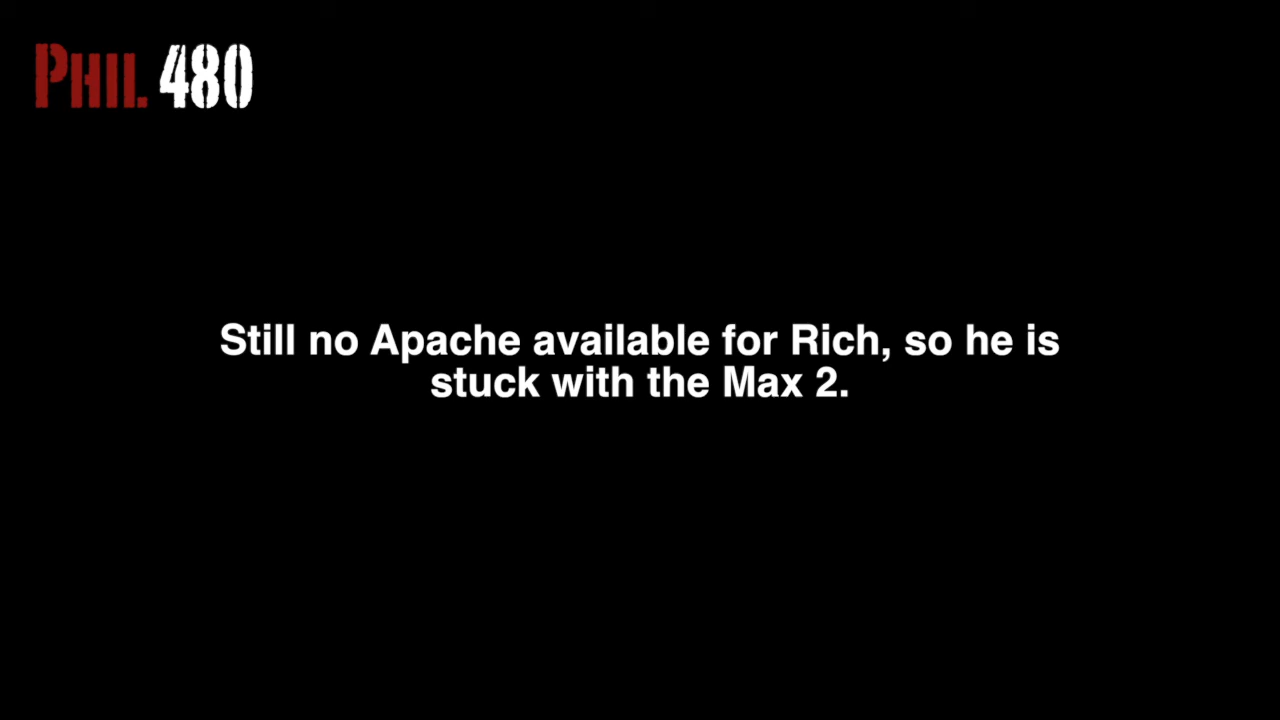 Phil. 480
Still no Apache available for Rich, so he is
stuck with the Max 2.